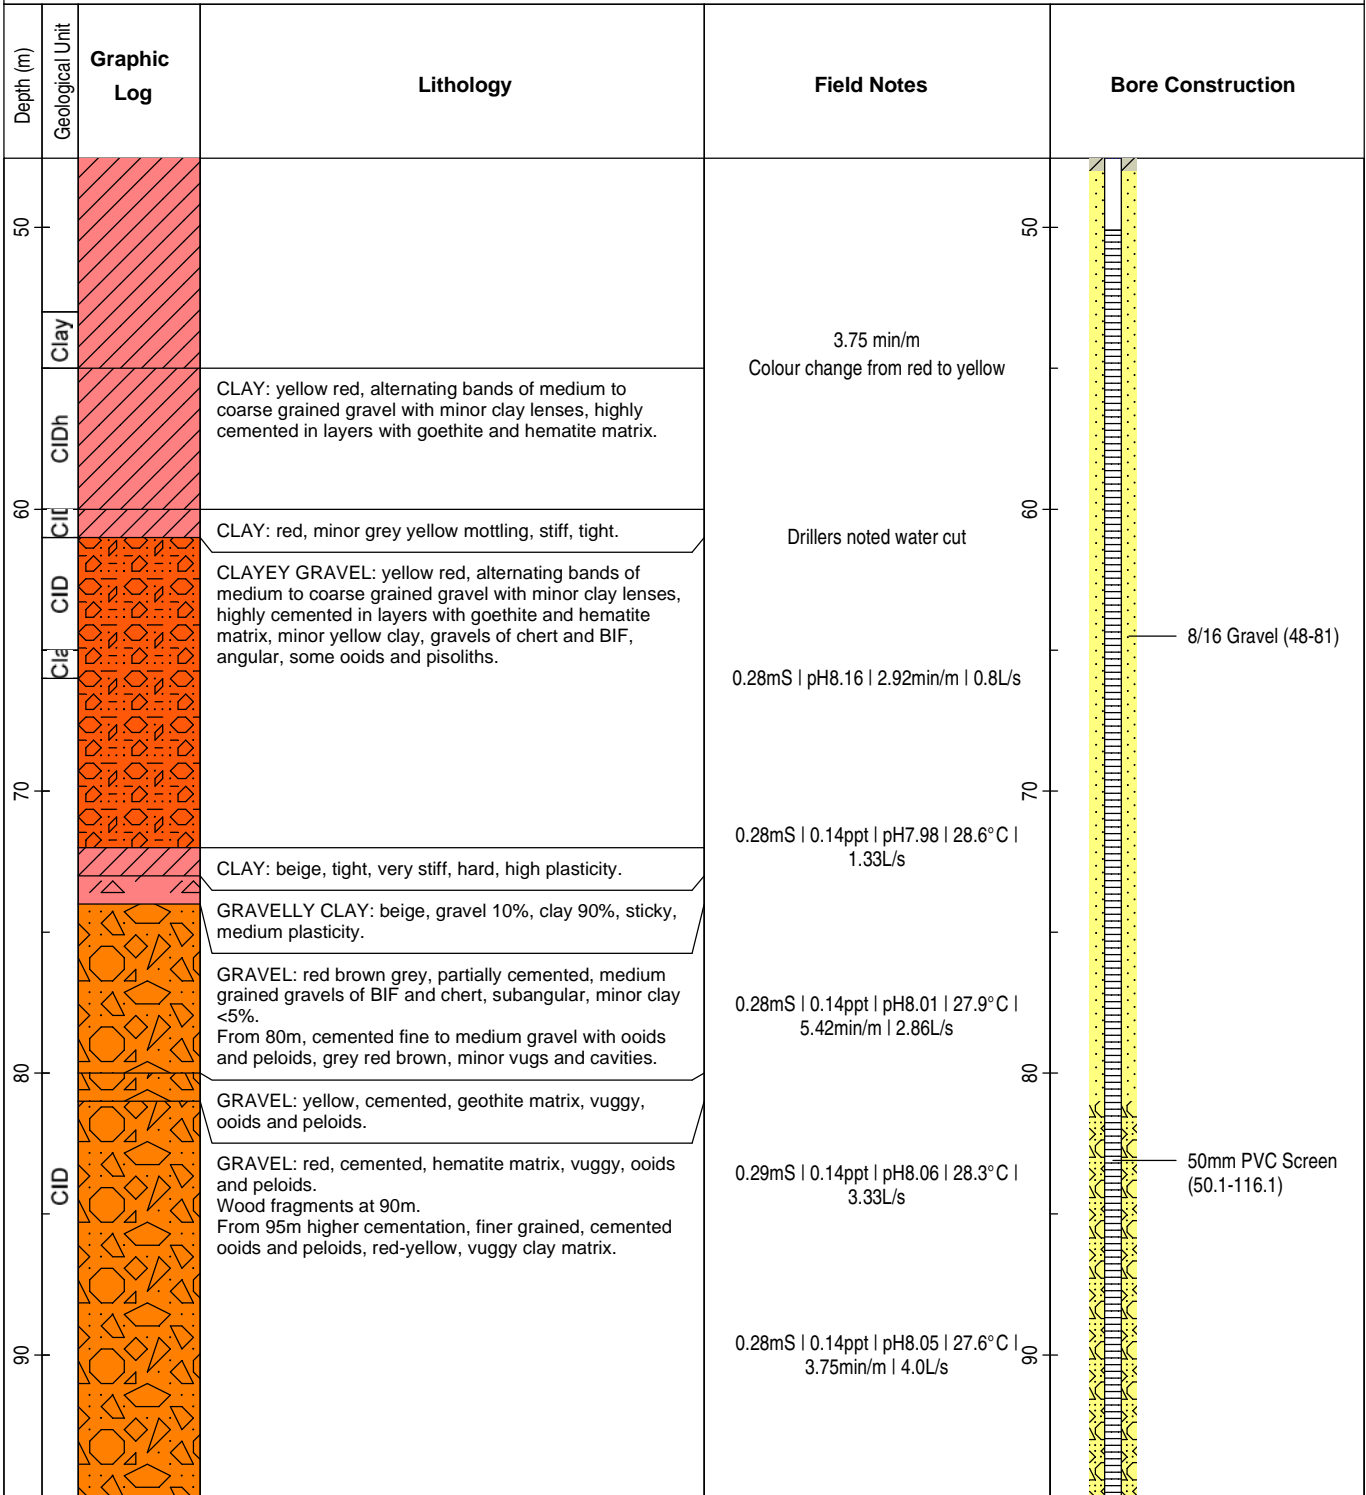 Depth (m)
Geological Unit
Graphic
Log
Lithology
Field Notes
Bore Construction
50
60
70
80
90
Clay
CIDh
CID
CID
Cla
CID
CLAY: yellow red, alternating bands of medium to
coarse grained gravel with minor clay lenses, highly
cemented in layers with goethite and hematite matrix.
CLAY: red, minor grey yellow mottling, stiff, tight.
CLAYEY GRAVEL: yellow red, alternating bands of
medium to coarse grained gravel with minor clay lenses,
highly cemented in layers with goethite and hematite
matrix, minor yellow clay, gravels of chert and BIF,
angular, some ooids and pisoliths.
CLAY: beige, tight, very stiff, hard, high plasticity.
GRAVELLY CLAY: beige, gravel 10%, clay 90%, sticky,
medium plasticity.
GRAVEL: red brown grey, partially cemented, medium
grained gravels of BIF and chert, subangular, minor clay
<5%.
From 80m, cemented fine to medium gravel with ooids
and peloids, grey red brown, minor vugs and cavities.
GRAVEL: yellow, cemented, geothite matrix, vuggy,
ooids and peloids.
GRAVEL: red, cemented, hematite matrix, vuggy, ooids
and peloids.
Wood fragments at 90m.
From 95m higher cementation, finer grained, cemented
ooids and peloids, red-yellow, vuggy clay matrix.
3.75 min/m
Colour change from red to yellow
Drillers noted water cut
0.28mS | pH8.16 | 2.92min/m | 0.8L/s
0.28mS | 0.14ppt | pH7.98 | 28.6°C |
1.33L/s
0.28mS | 0.14ppt | pH8.01 | 27.9°C |
5.42min/m | 2.86L/s
0.29mS | 0.14ppt | pH8.06 | 28.3°C |
3.33L/s
0.28mS | 0.14ppt | pH8.05 | 27.6°C |
3.75min/m | 4.0L/s
50
60
70
80
90
8/16 Gravel (48-81)
50mm PVC Screen
(50.1-116.1)